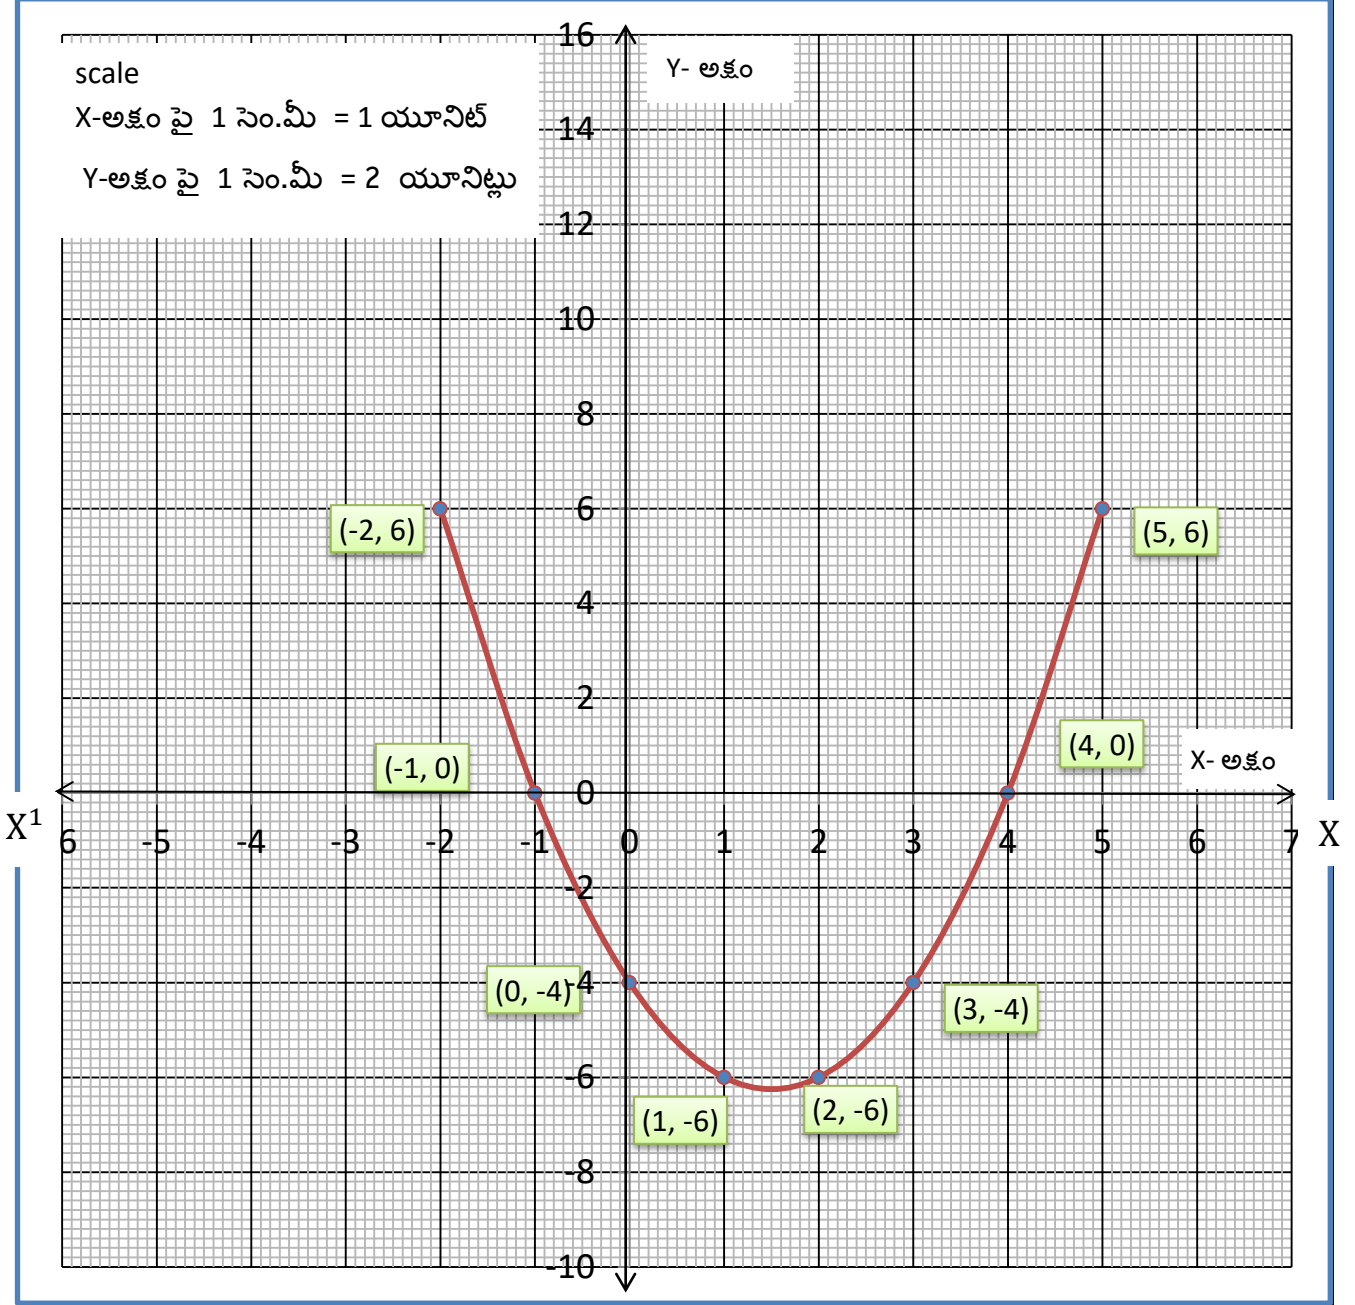 16
Y- అక్షం
scale
X-అక్షం పై 1 సెం.మీ = 1 యూనిట్
14
Y-అక్షం పై 1 సెం.మీ = 2 యూనిట్లు
12
10
8
6
(-2, 6)
(5, 6)
4
2
(4, 0)
(-1, 0)
X- అక్షం
0
X¹
6 -5 -4 -3 -2 -1 0 1 2 3 4 5 6 7
X
-2
(0, -4)
-4
(3, -4)
-6
(1, -6)
(2, -6)
-8
-10